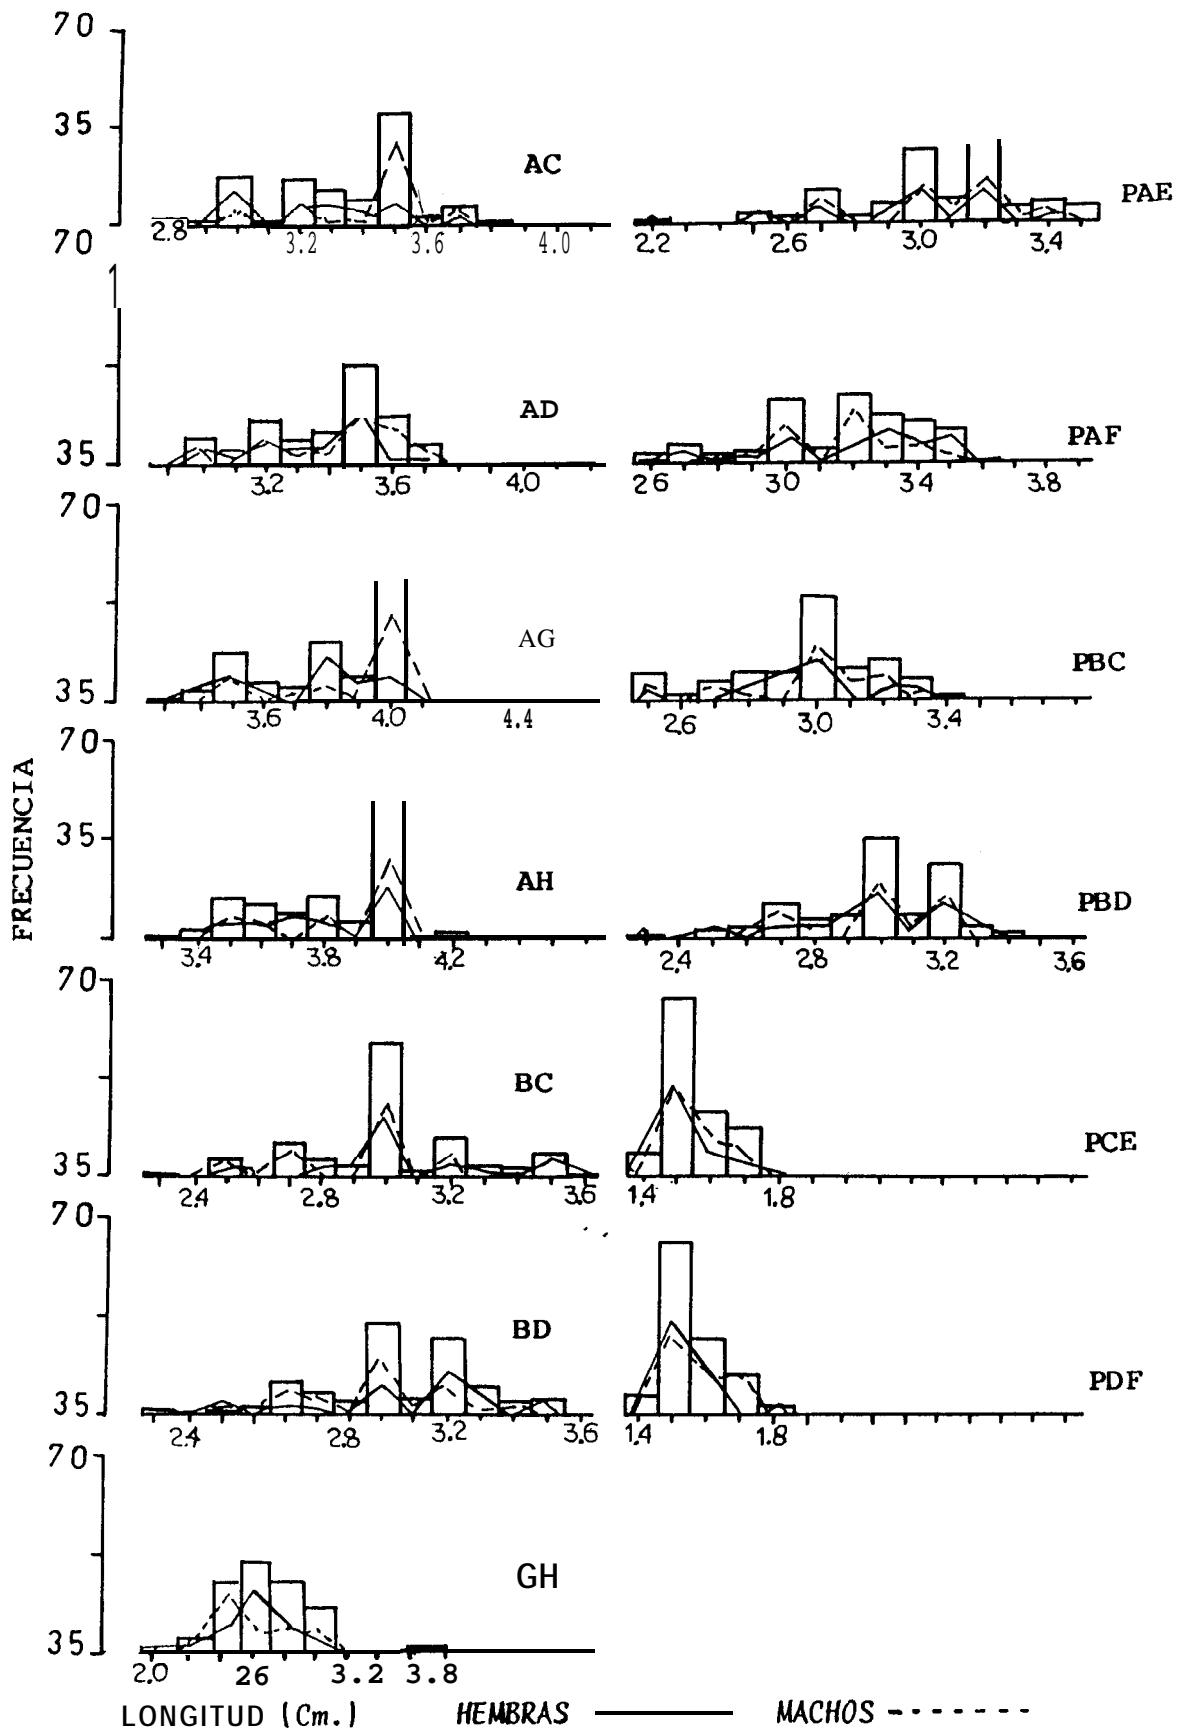 70
35
AC
PAE
2.8 3.2 3.6 4.0
2.2 2.6 3.0 3.4
70
AD
PAF
35
3.2 3.6 4.0
26 30 34 3.8
70
AG
PBC
35
3.6 4.0 4.4
2.6 3.0 3.4
70
FRECUENCIA
35
AH
PBD
3.4 3.8 4.2
2.4 2.8 3.2 3.6
70
BC
PCE
35
2.4 2.8 3.2 3.6
1.4 1.8
70
BD
PDF
35
2.4 2.8 3.2 3.6
1.4 1.8
70
GH
35
2.0 26 3.2 3.8
LONGITUD (Cm.) HEMBRAS MACHOS